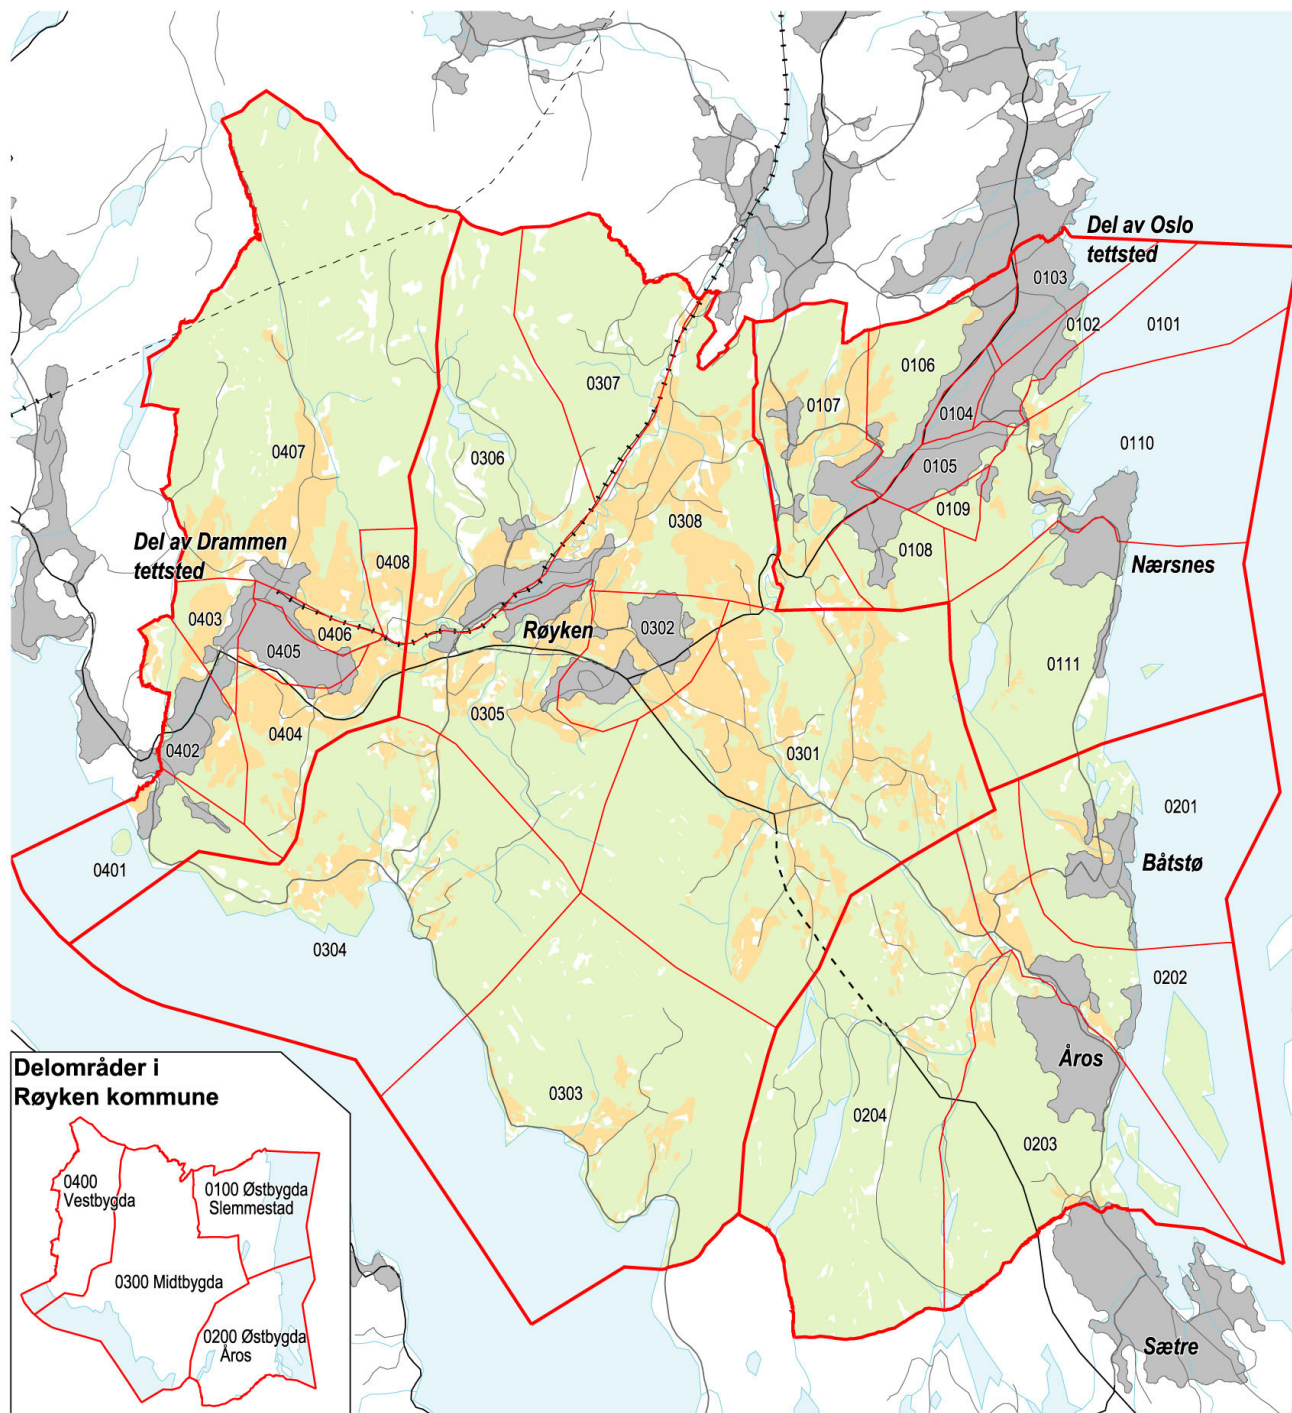 Del av Oslo
tettsted
0103
0102
0101
0106
0107
0104
0110
0105
0109
0108
0307
0407
0306
0308
Del av Drammen
tettsted
0408
Nærsnes
0403
0406
0405
Røyken
0302
0111
0305
0404
0402
0301
0201
Båtstø
0401
0304
0202
Åros
0303
0204
0203
Sætre
Delområder i
Røyken kommune
0400
Vestbygda
0100 Østbygda
Slemmestad
0300 Midtbygda
0200 Østbygda
Åros